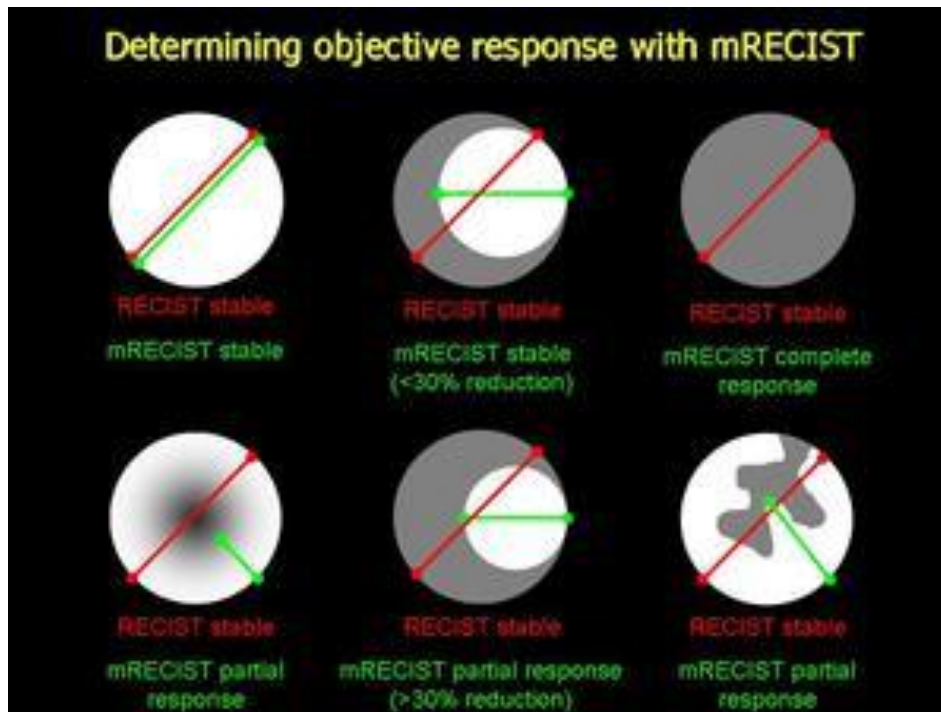 Determining objective response with mRECIST
RECIST stable
mRECIST stable
RECIST stable
mRECIST stable
(<30% reduction)
RECIST stable
mRECIST complete
response
RECIST stable
mRECIST partial
response
RECIST stable
mRECIST partial response
(>30% reduction)
RECIST stable
mRECIST partial
response